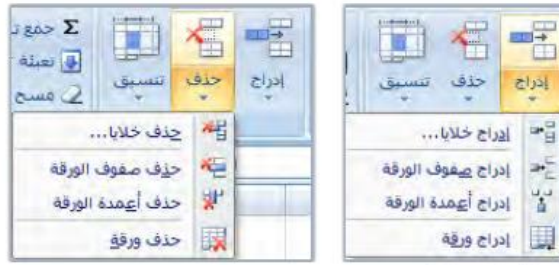 إدراج
حذف
تنسيق
إدراج خلايا...
إدراج صفوف الورقة
إدراج أعمدة الورقة
إدراج ورقة
إدراج
حذف
تنسيق
Σ جمع
تعبئة
مسح
حذف خلايا...
حذف صفوف الورقة
حذف أعمدة الورقة
حذف ورقة